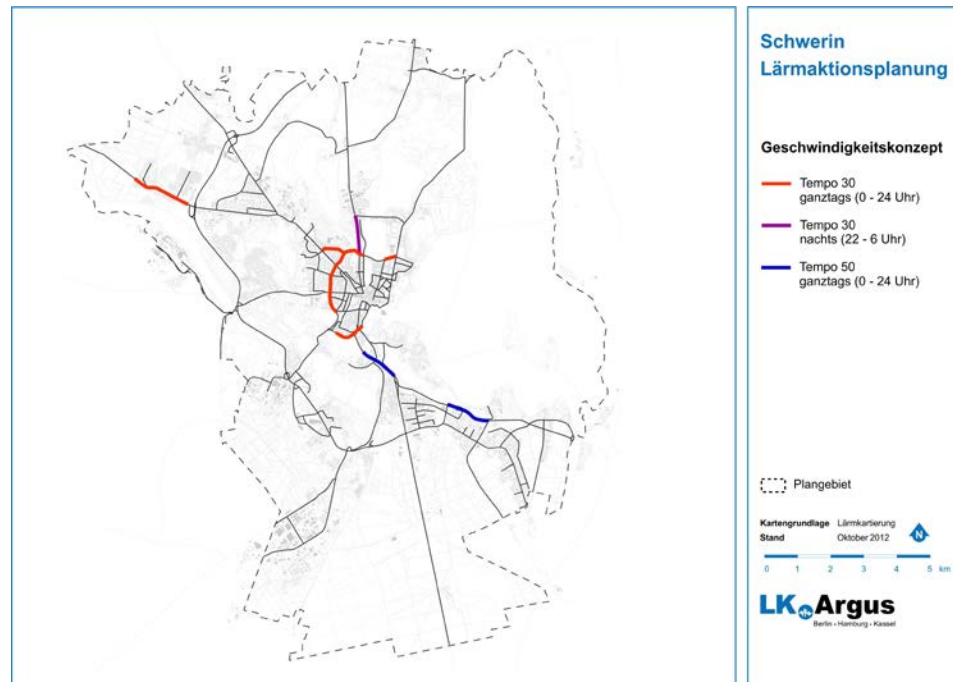 Schwerin
Lärmaktionsplanung
Geschwindigkeitskonzept
Tempo 30
ganztags (0 - 24 Uhr)
Tempo 30
nachts (22 - 6 Uhr)
Tempo 50
ganztags (0 - 24 Uhr)
Plangebiet
Kartengrundlage Lärmkartierung
Stand Oktober 2012
N
0 1 2 3 4 5 km
LK Argus
Berlin • Hamburg • Kassel